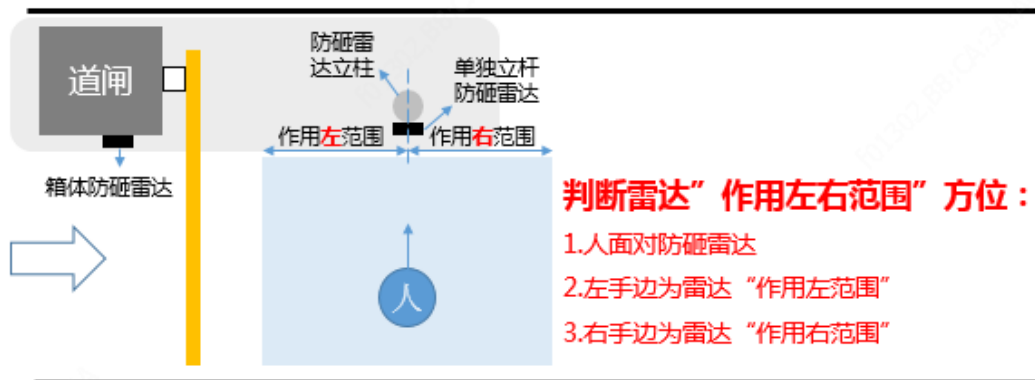 防砸雷
达立柱
道闸
单独立杆
防砸雷达
作用左范围
作用右范围
箱体防砸雷达
判断雷达”作用左右范围”方位：
1.人面对防砸雷达
2.左手边为雷达“作用左范围”
人
3.右手边为雷达“作用右范围”